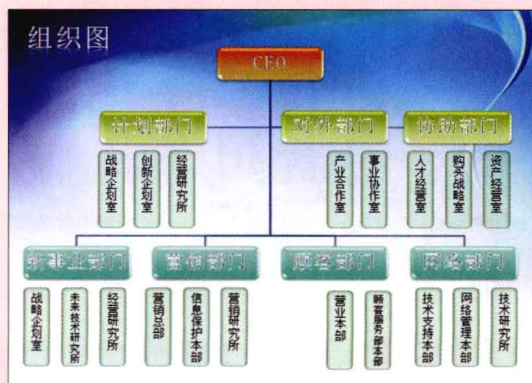 组织图
CEO
计划部门
对外部门
协助部门
战略企划室
创新企划室
经营研究所
产业合作室
事业协作室
人才经营室
购买战略室
资产经营室
新事业部门
营销部门
顾客部门
网络部门
战略企划室
未来技术研究所
经营研究所
营销总部
信息保护本部
营销研究所
营业本部
顾客服务部本部
技术支持本部
网络管理本部
技术研究所